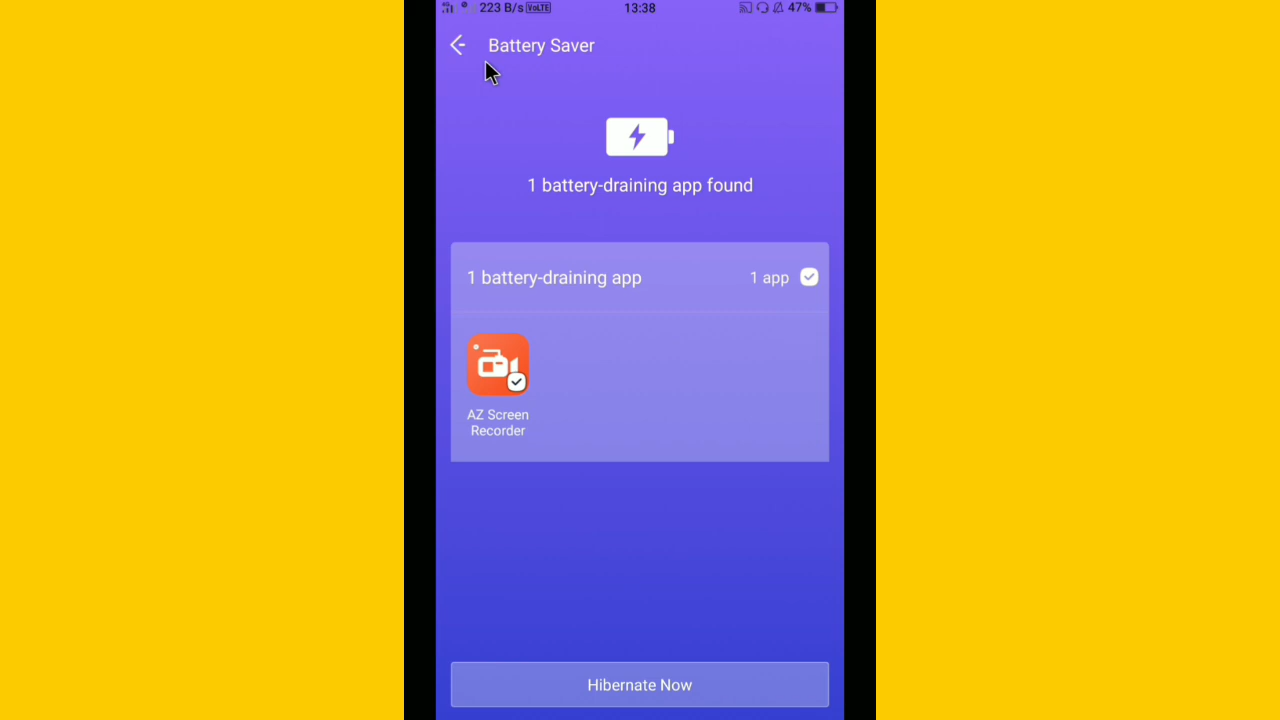 223 B/s VoLTE 13:38 47%
Battery Saver
1 battery-draining app found
1 battery-draining app 1 app
AZ Screen
Recorder
Hibernate Now